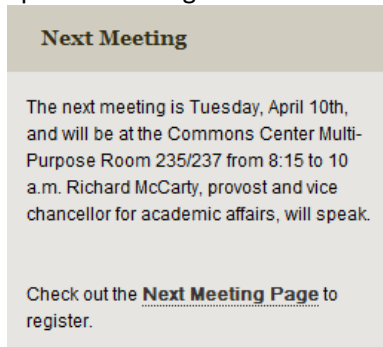 Next Meeting
The next meeting is Tuesday, April 10th,
and will be at the Commons Center Multi-
Purpose Room 235/237 from 8:15 to 10
a.m. Richard McCarty, provost and vice
chancellor for academic affairs, will speak.
Check out the Next Meeting Page to
register.